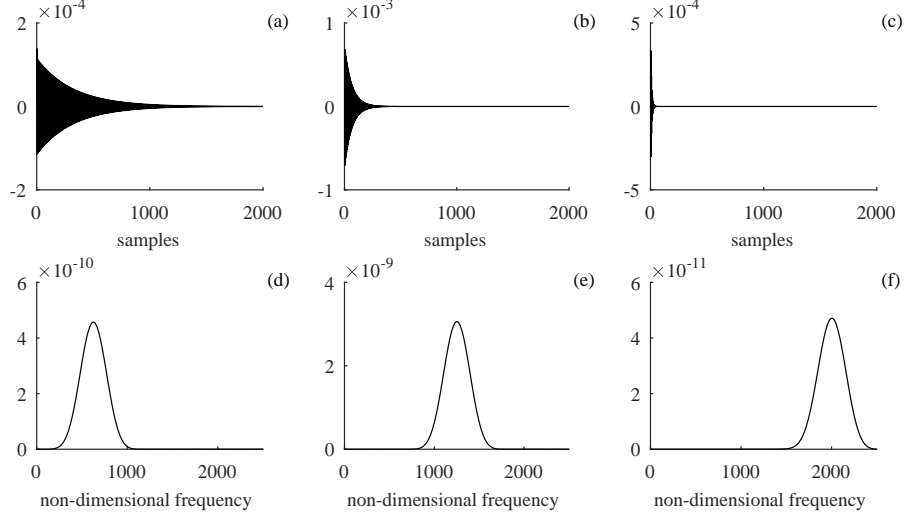 ×10-4 (a)
2
0
-2
0 1000 2000
samples
×10-3 (b)
1
0
-1
0 1000 2000
samples
×10-4 (c)
5
0
-5
0 1000 2000
samples
×10-10 (d)
6
4
2
0
0 1000 2000
non-dimensional frequency
×10-9 (e)
4
2
0
0 1000 2000
non-dimensional frequency
×10-11 (f)
6
4
2
0
0 1000 2000
non-dimensional frequency